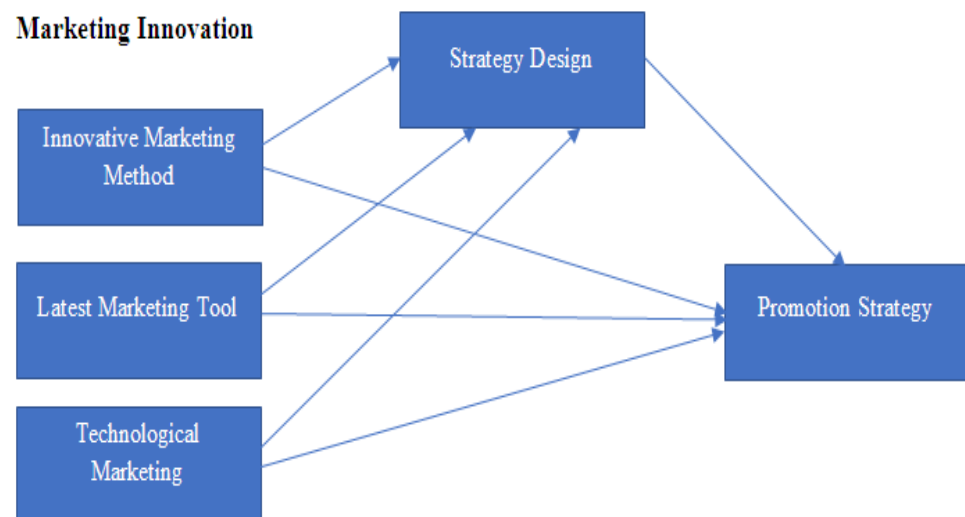 Marketing Innovation
Strategy Design
Innovative Marketing
Method
Latest Marketing Tool
Promotion Strategy
Technological
Marketing